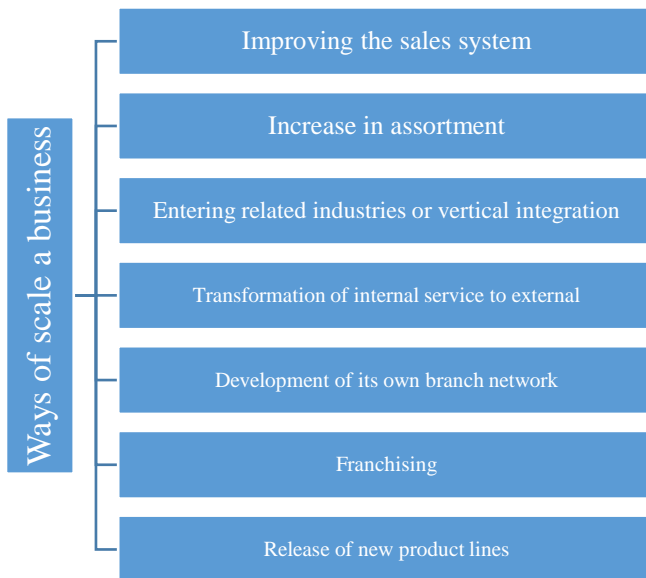 Ways of scale a business
Improving the sales system
Increase in assortment
Entering related industries or vertical integration
Transformation of internal service to external
Development of its own branch network
Franchising
Release of new product lines